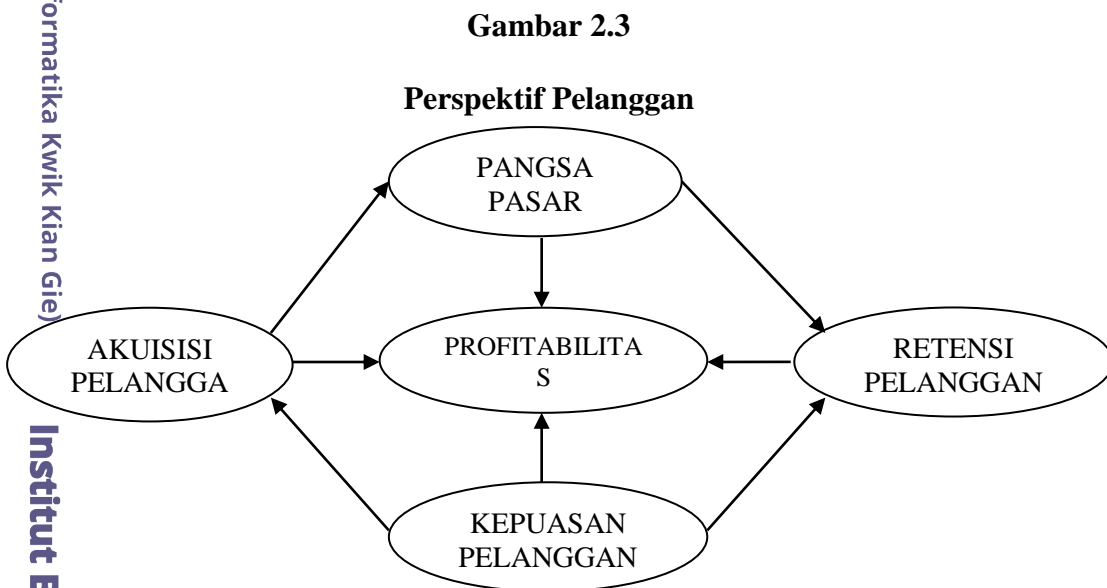 Gambar 2.3
Perspektif Pelanggan
PANGSA
PASAR
AKUISISI
PELANGGA
PROFITABILITA
S
RETENSI
PELANGGAN
KEPUASAN
PELANGGAN
formatika Kwik Kian Gie)
Institut